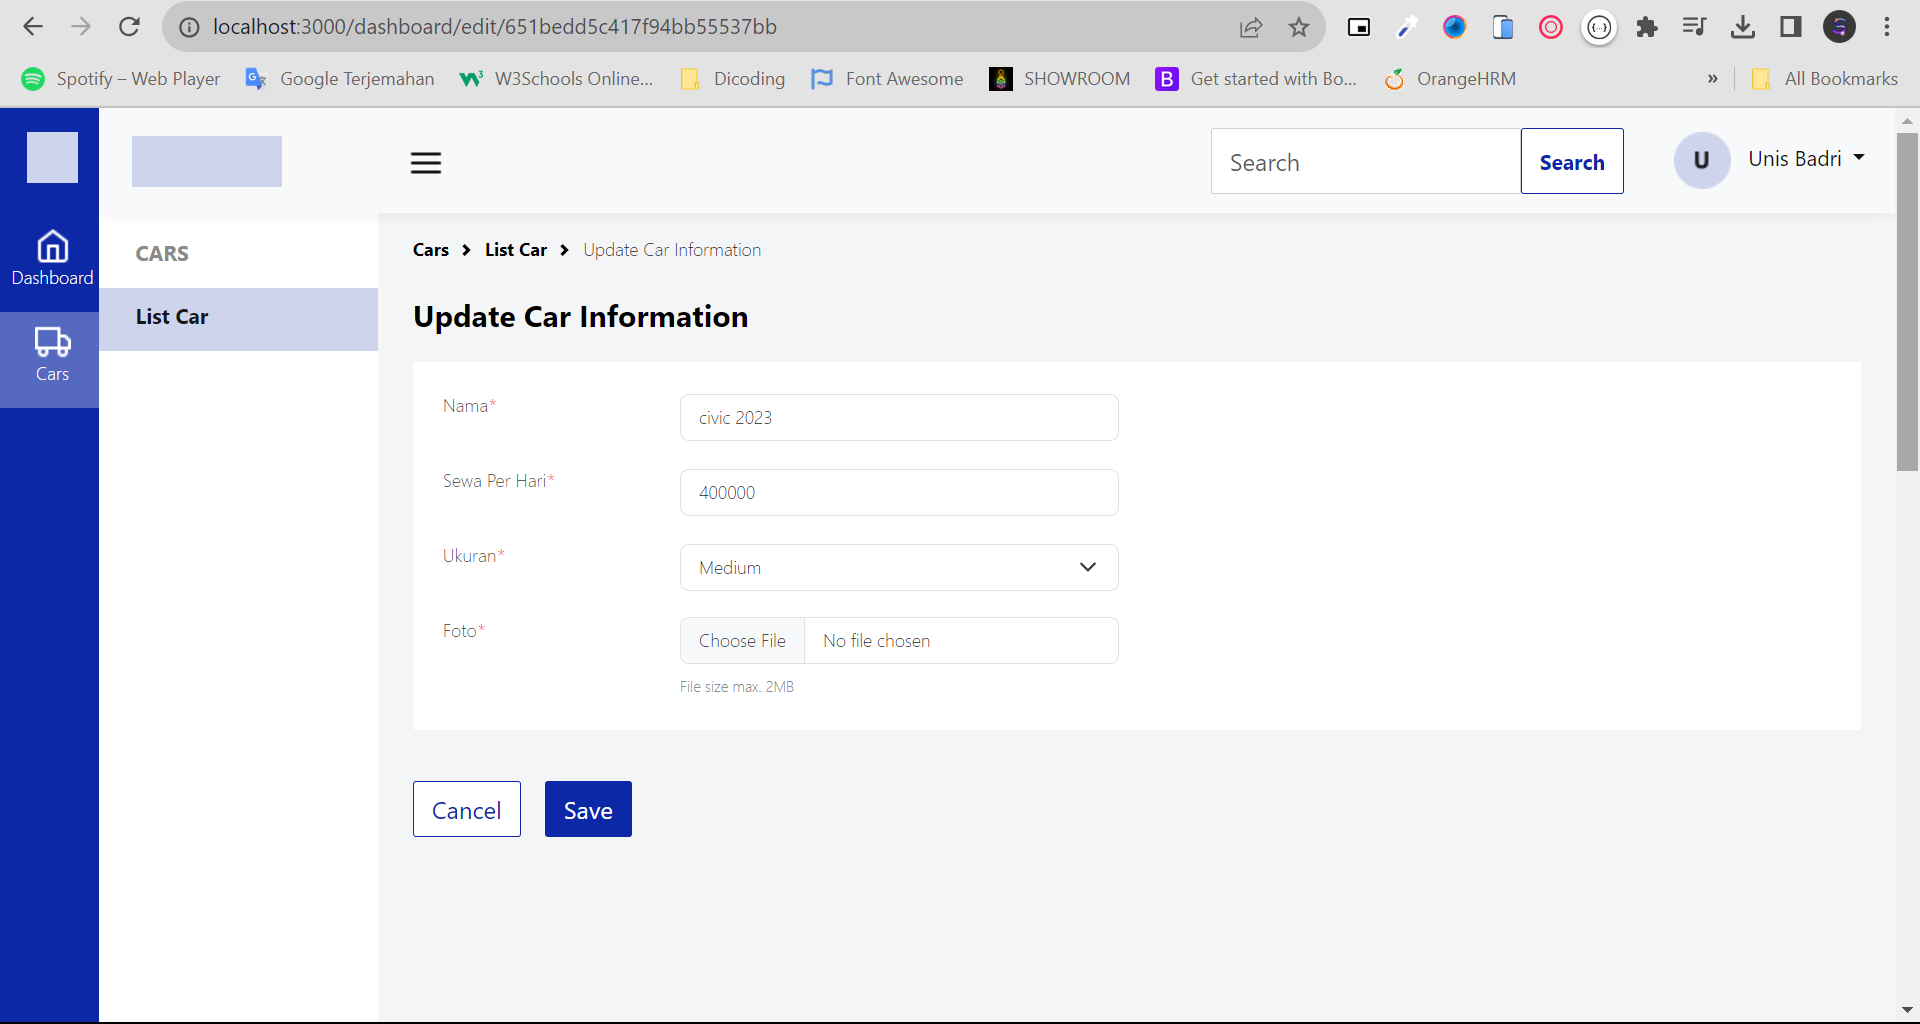 localhost:3000/dashboard/edit/651bedd5c417f94bb55537bb
Spotify – Web Player
Google Terjemahan
W3Schools Online...
Dicoding
Font Awesome
SHOWROOM
B Get started with Bo...
OrangeHRM
»
All Bookmarks
Search
Search
U
Unis Badri
Dashboard
Cars
CARS
List Car
Cars > List Car > Update Car Information
Update Car Information
Nama*
civic 2023
Sewa Per Hari*
400000
Ukuran*
Medium
Foto*
Choose File No file chosen
File size max. 2MB
Cancel
Save